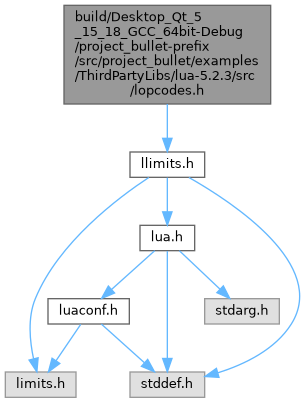 build/Desktop_Qt_5
_15_18_GCC_64bit-Debug
/project_bullet-prefix
/src/project_bullet/examples
/ThirdPartyLibs/lua-5.2.3/src
/lopcodes.h
llimits.h
lua.h
luaconf.h
stdarg.h
limits.h
stddef.h